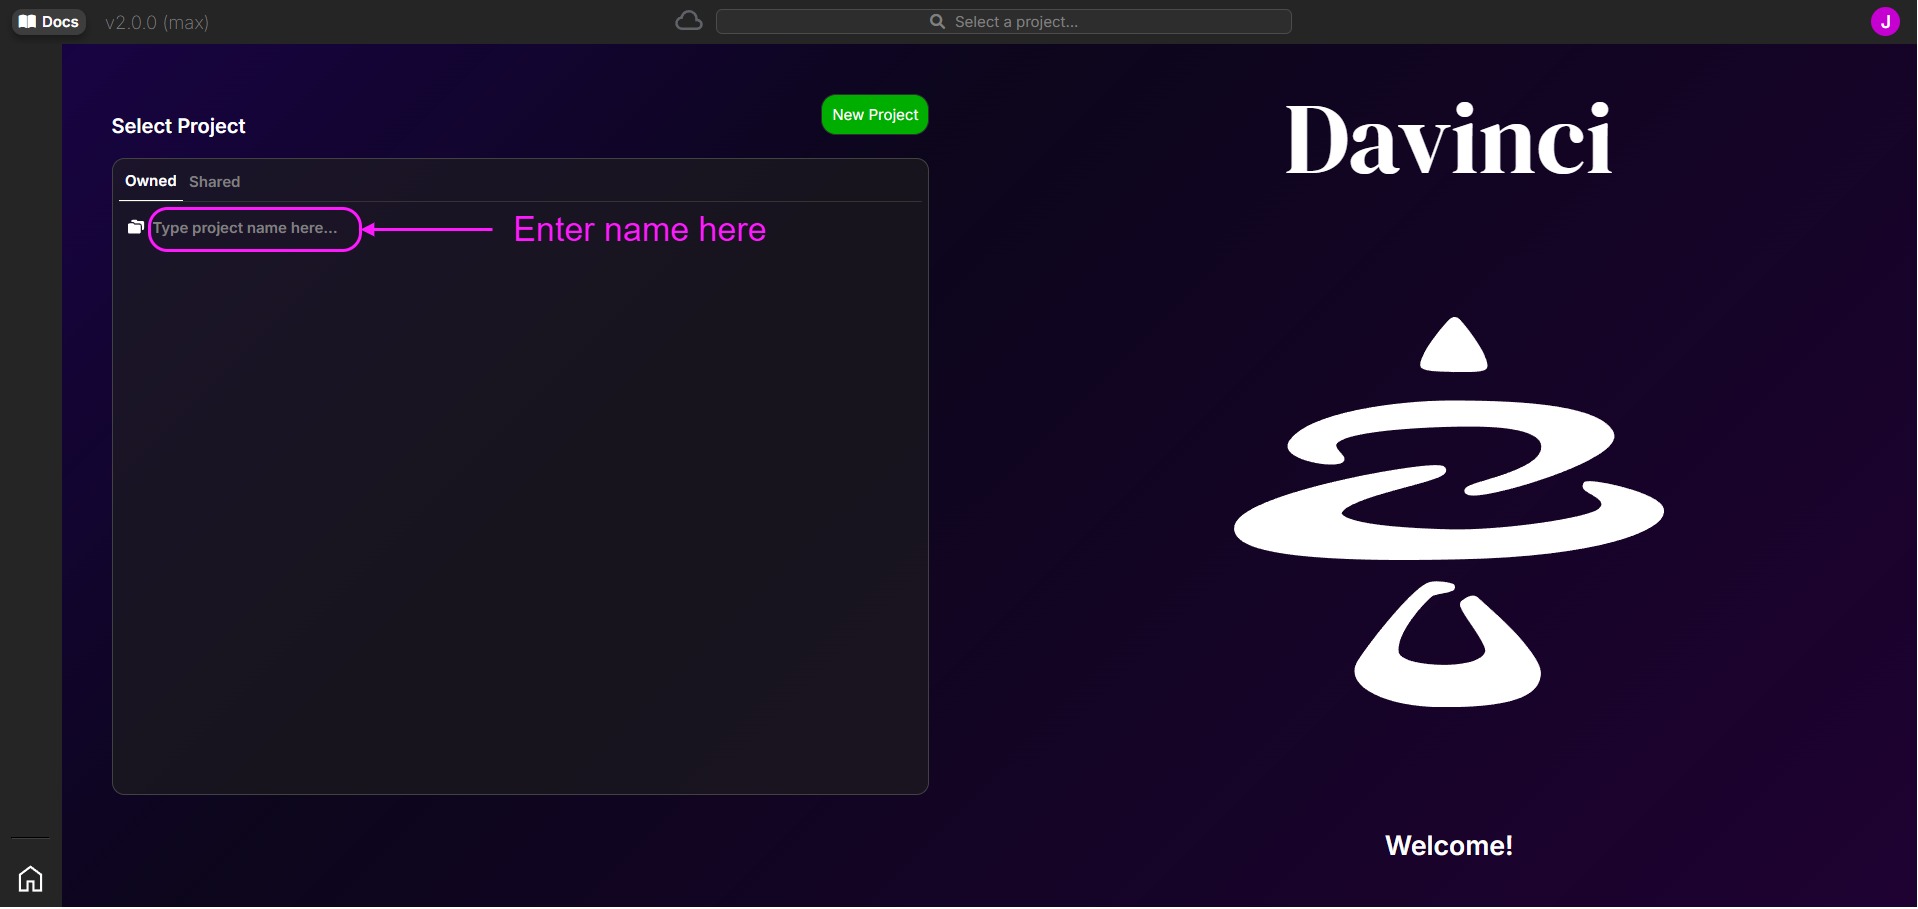 Docs v2.0.0 (max) Select a project... J
New Project
Select Project
Davinci
Owned Shared
Type project name here... Enter name here
Welcome!